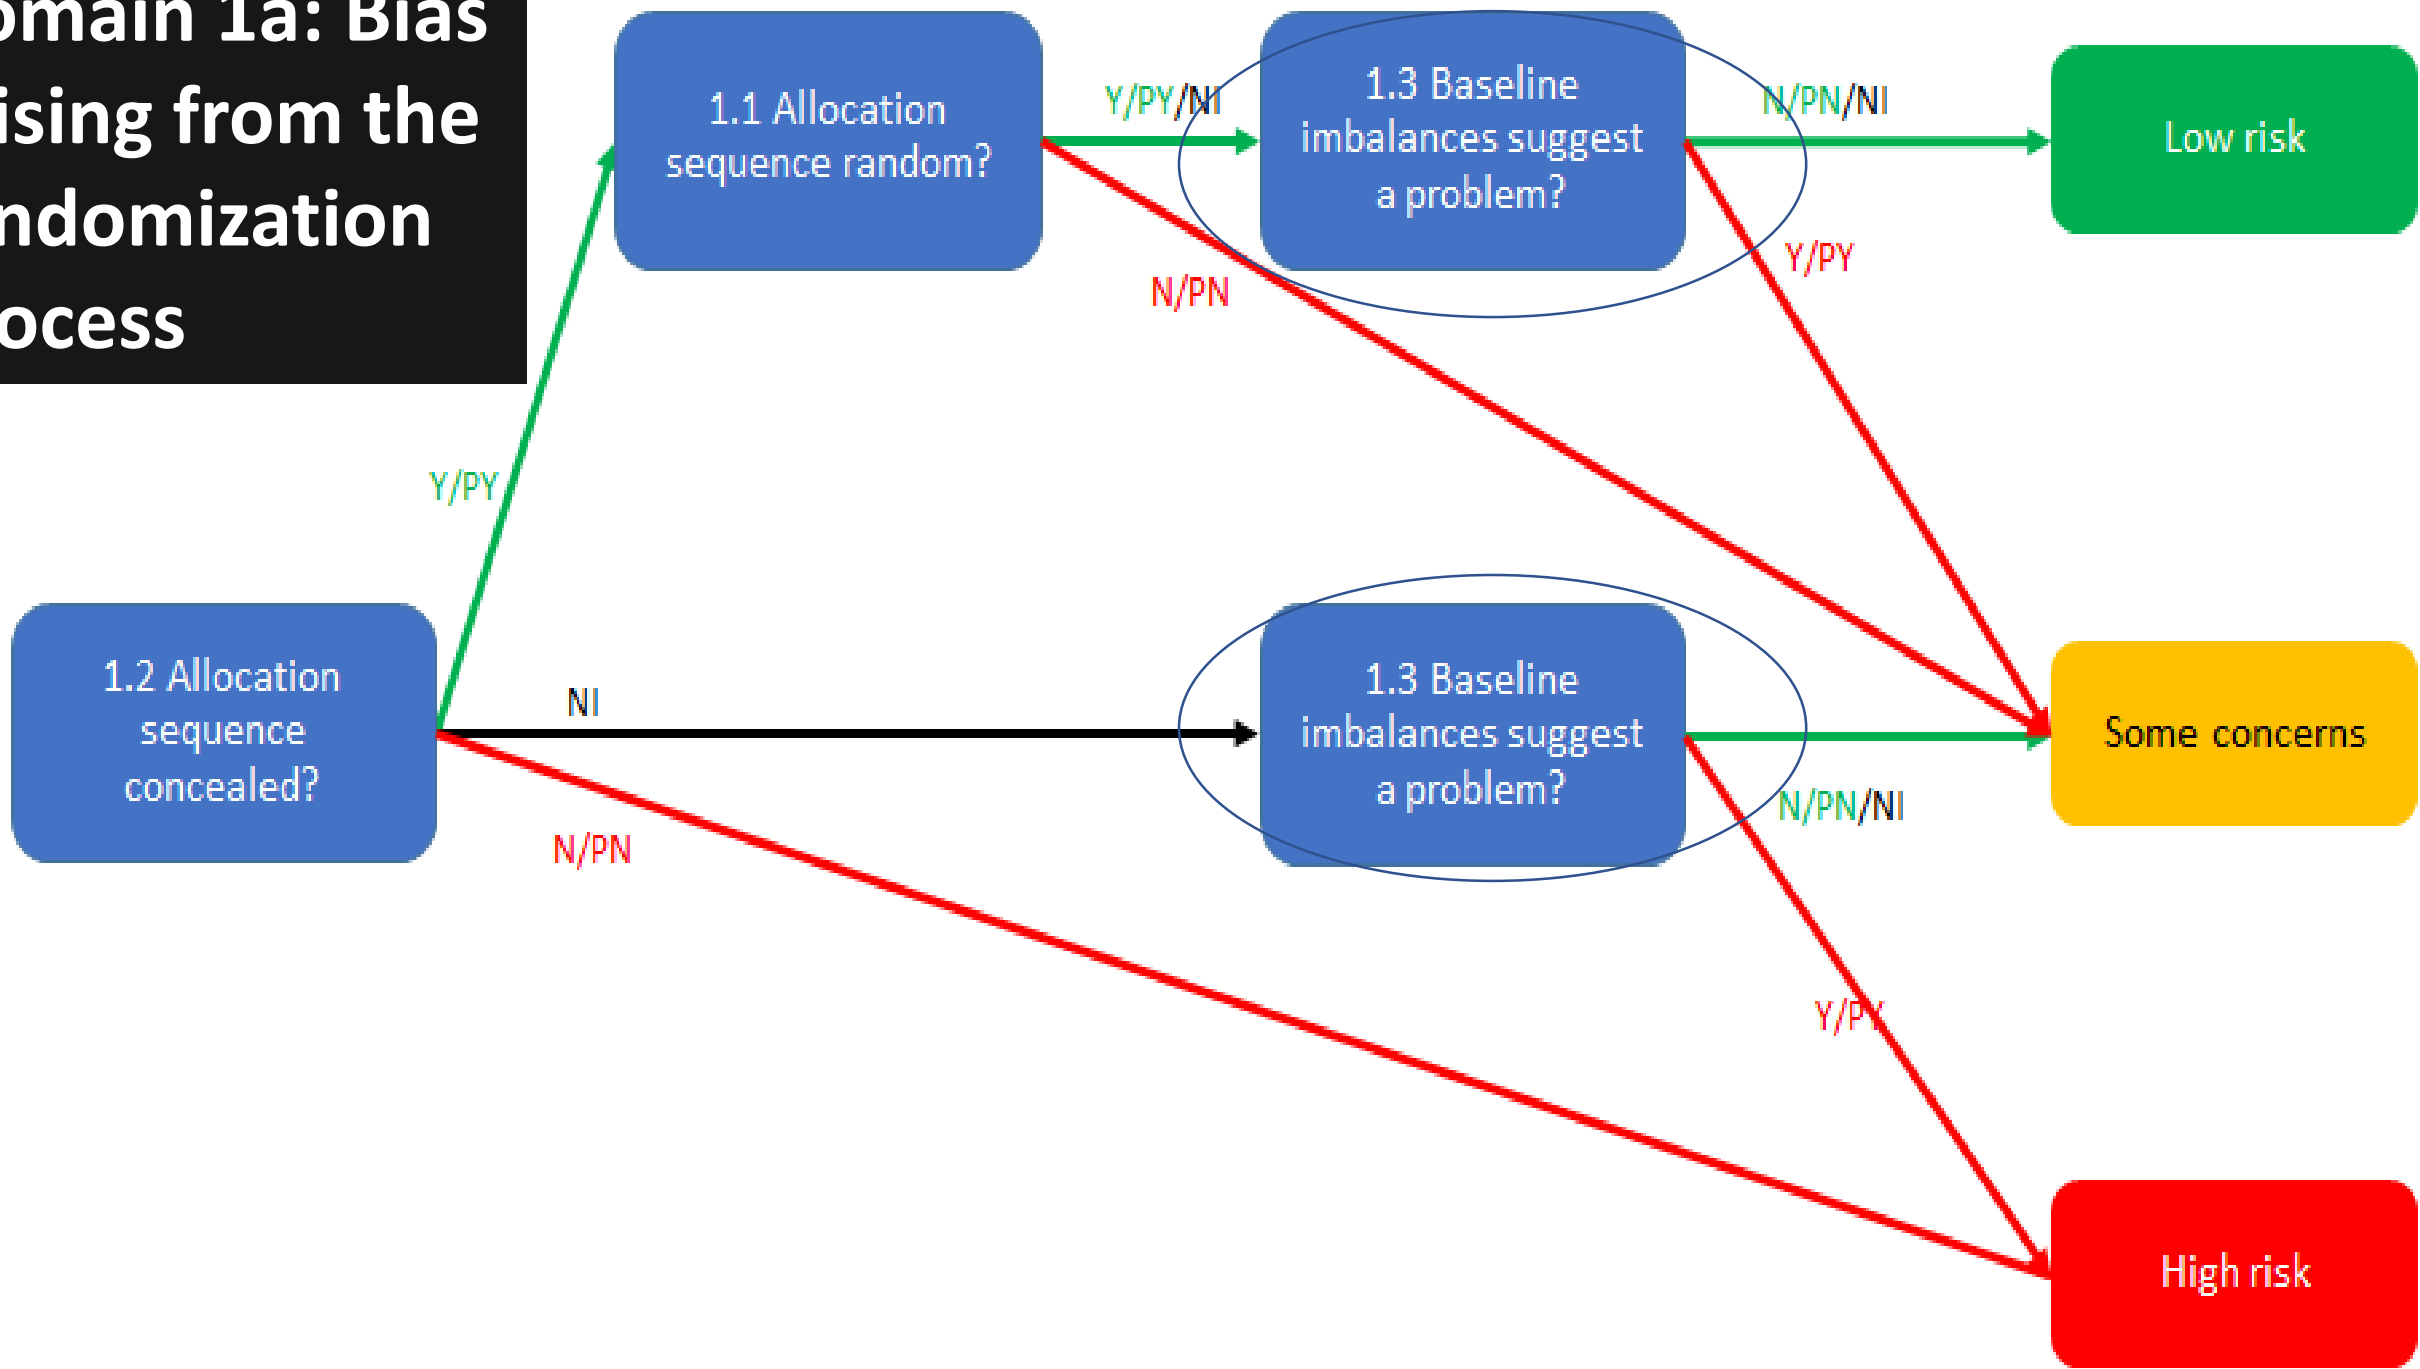 omain 1a: Bias
ising from the
ndomization
ocess
1.1 Allocation
sequence random?
Y/PY/NI
N/PN
1.3 Baseline
imbalances suggest
a problem?
N/PN/NI
Y/PY
Low risk
Y/PY
1.2 Allocation
sequence
concealed?
NI
N/PN
1.3 Baseline
imbalances suggest
a problem?
N/PN/NI
Y/PY
Some concerns
High risk